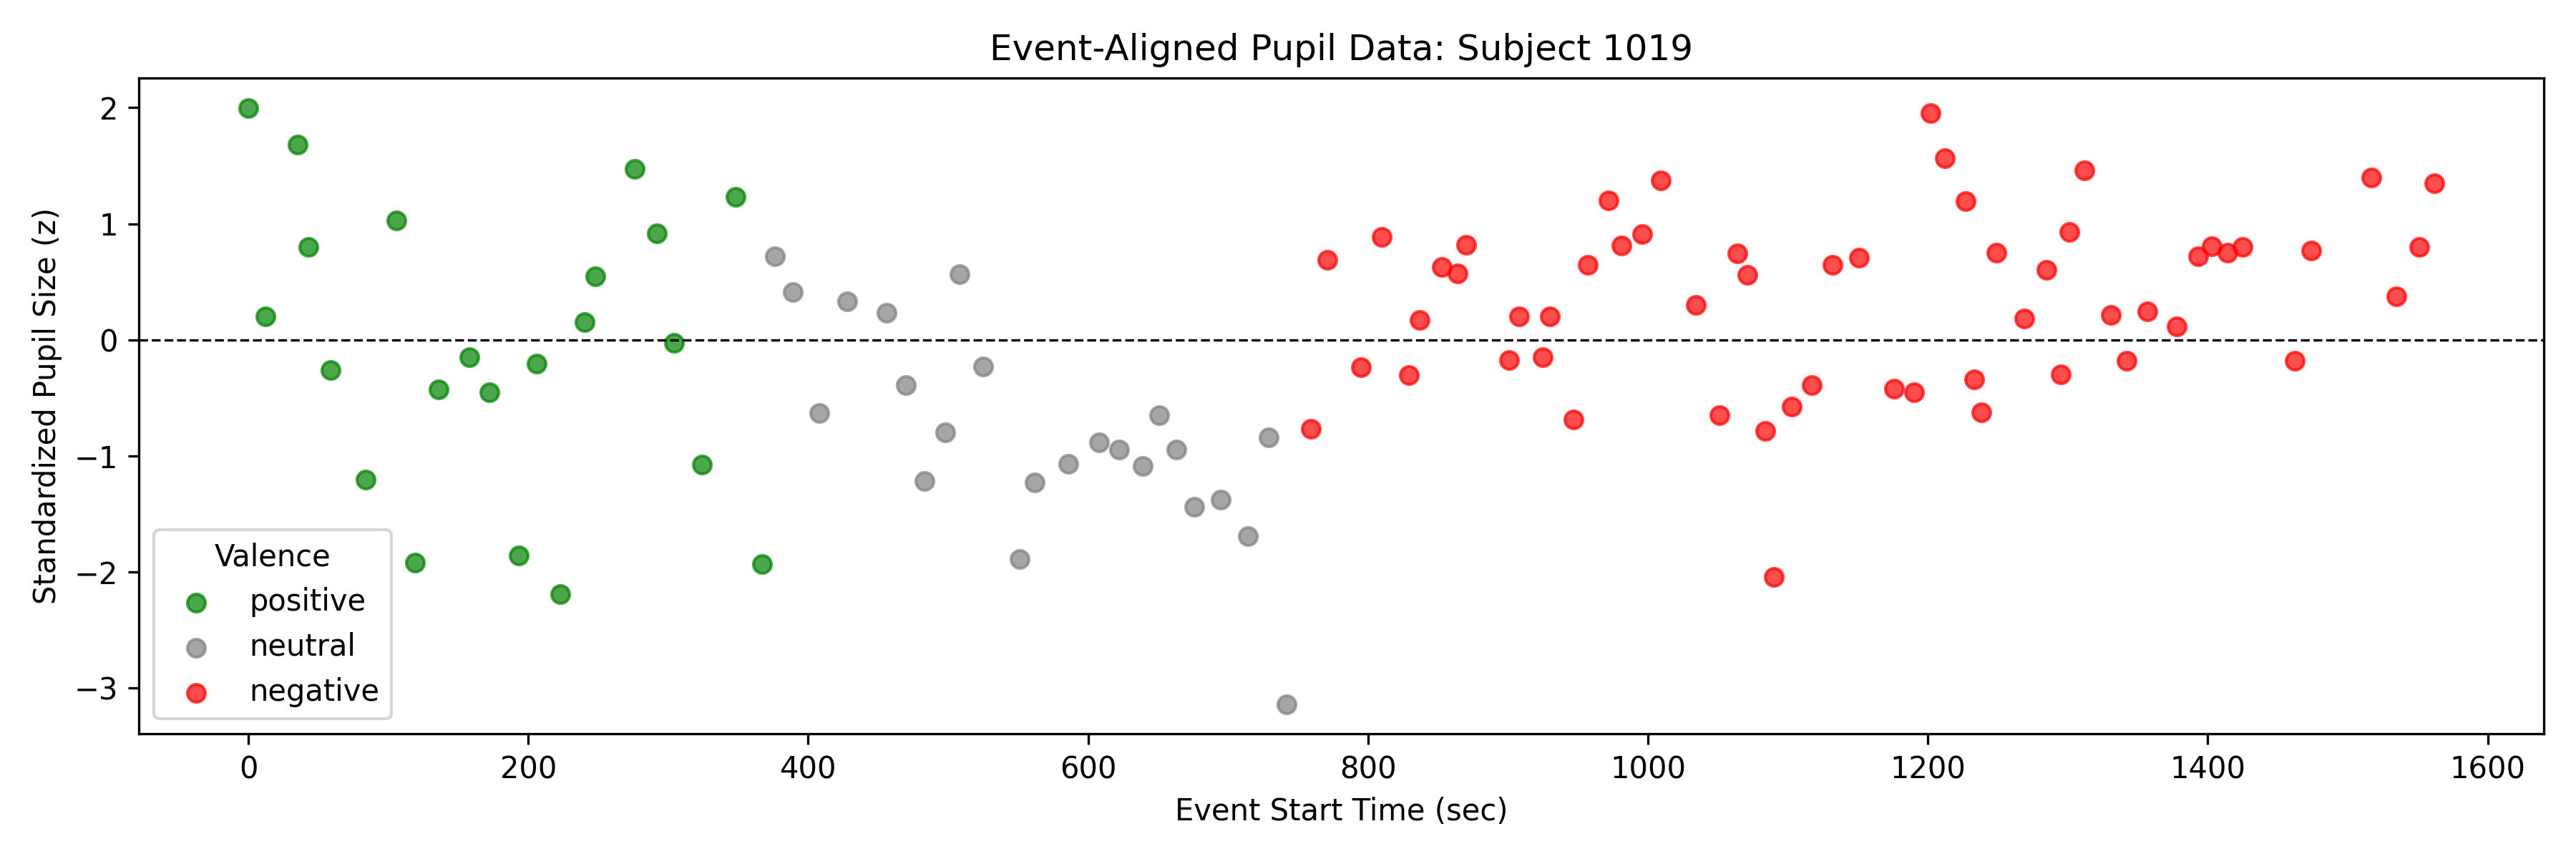 Event-Aligned Pupil Data: Subject 1019
Standardized Pupil Size (z)
2
1
0
−1
−2
−3
Valence
positive
neutral
negative
0 200 400 600 800 1000 1200 1400 1600
Event Start Time (sec)